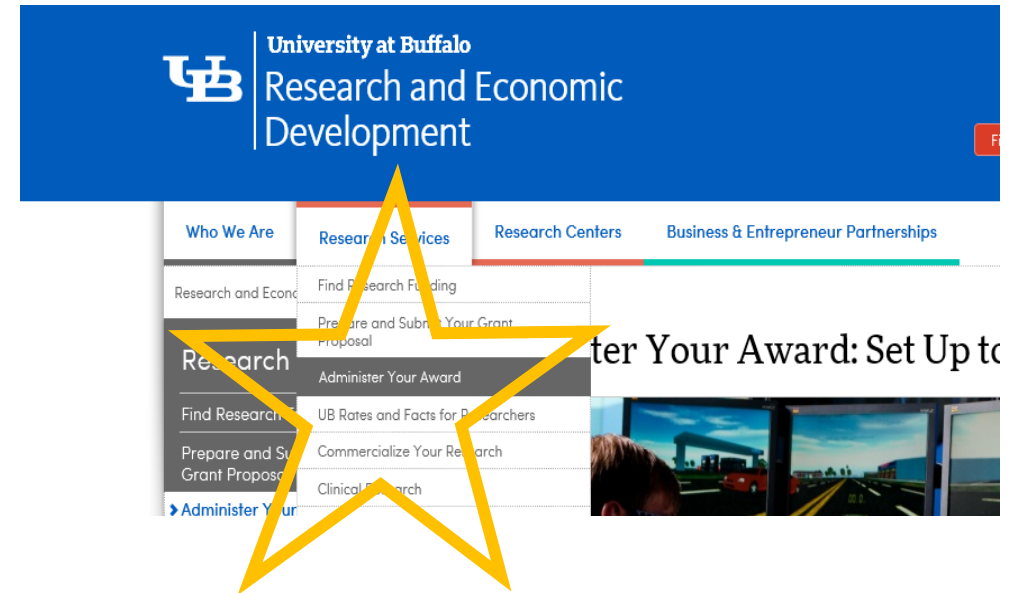 UB
University at Buffalo
Research and Economic
Development
Fi
Who We Are
Research Services
Research Centers
Business & Entrepreneur Partnerships
Research and Econo
Find Research Funding
Prepare and Submit Your Grant
Proposal
Administer Your Award
UB Rates and Facts for Researchers
Commercialize Your Research
Clinical Research
Research
Find Research
Prepare and Su
Grant Proposa
Administer Your
ter Your Award: Set Up to